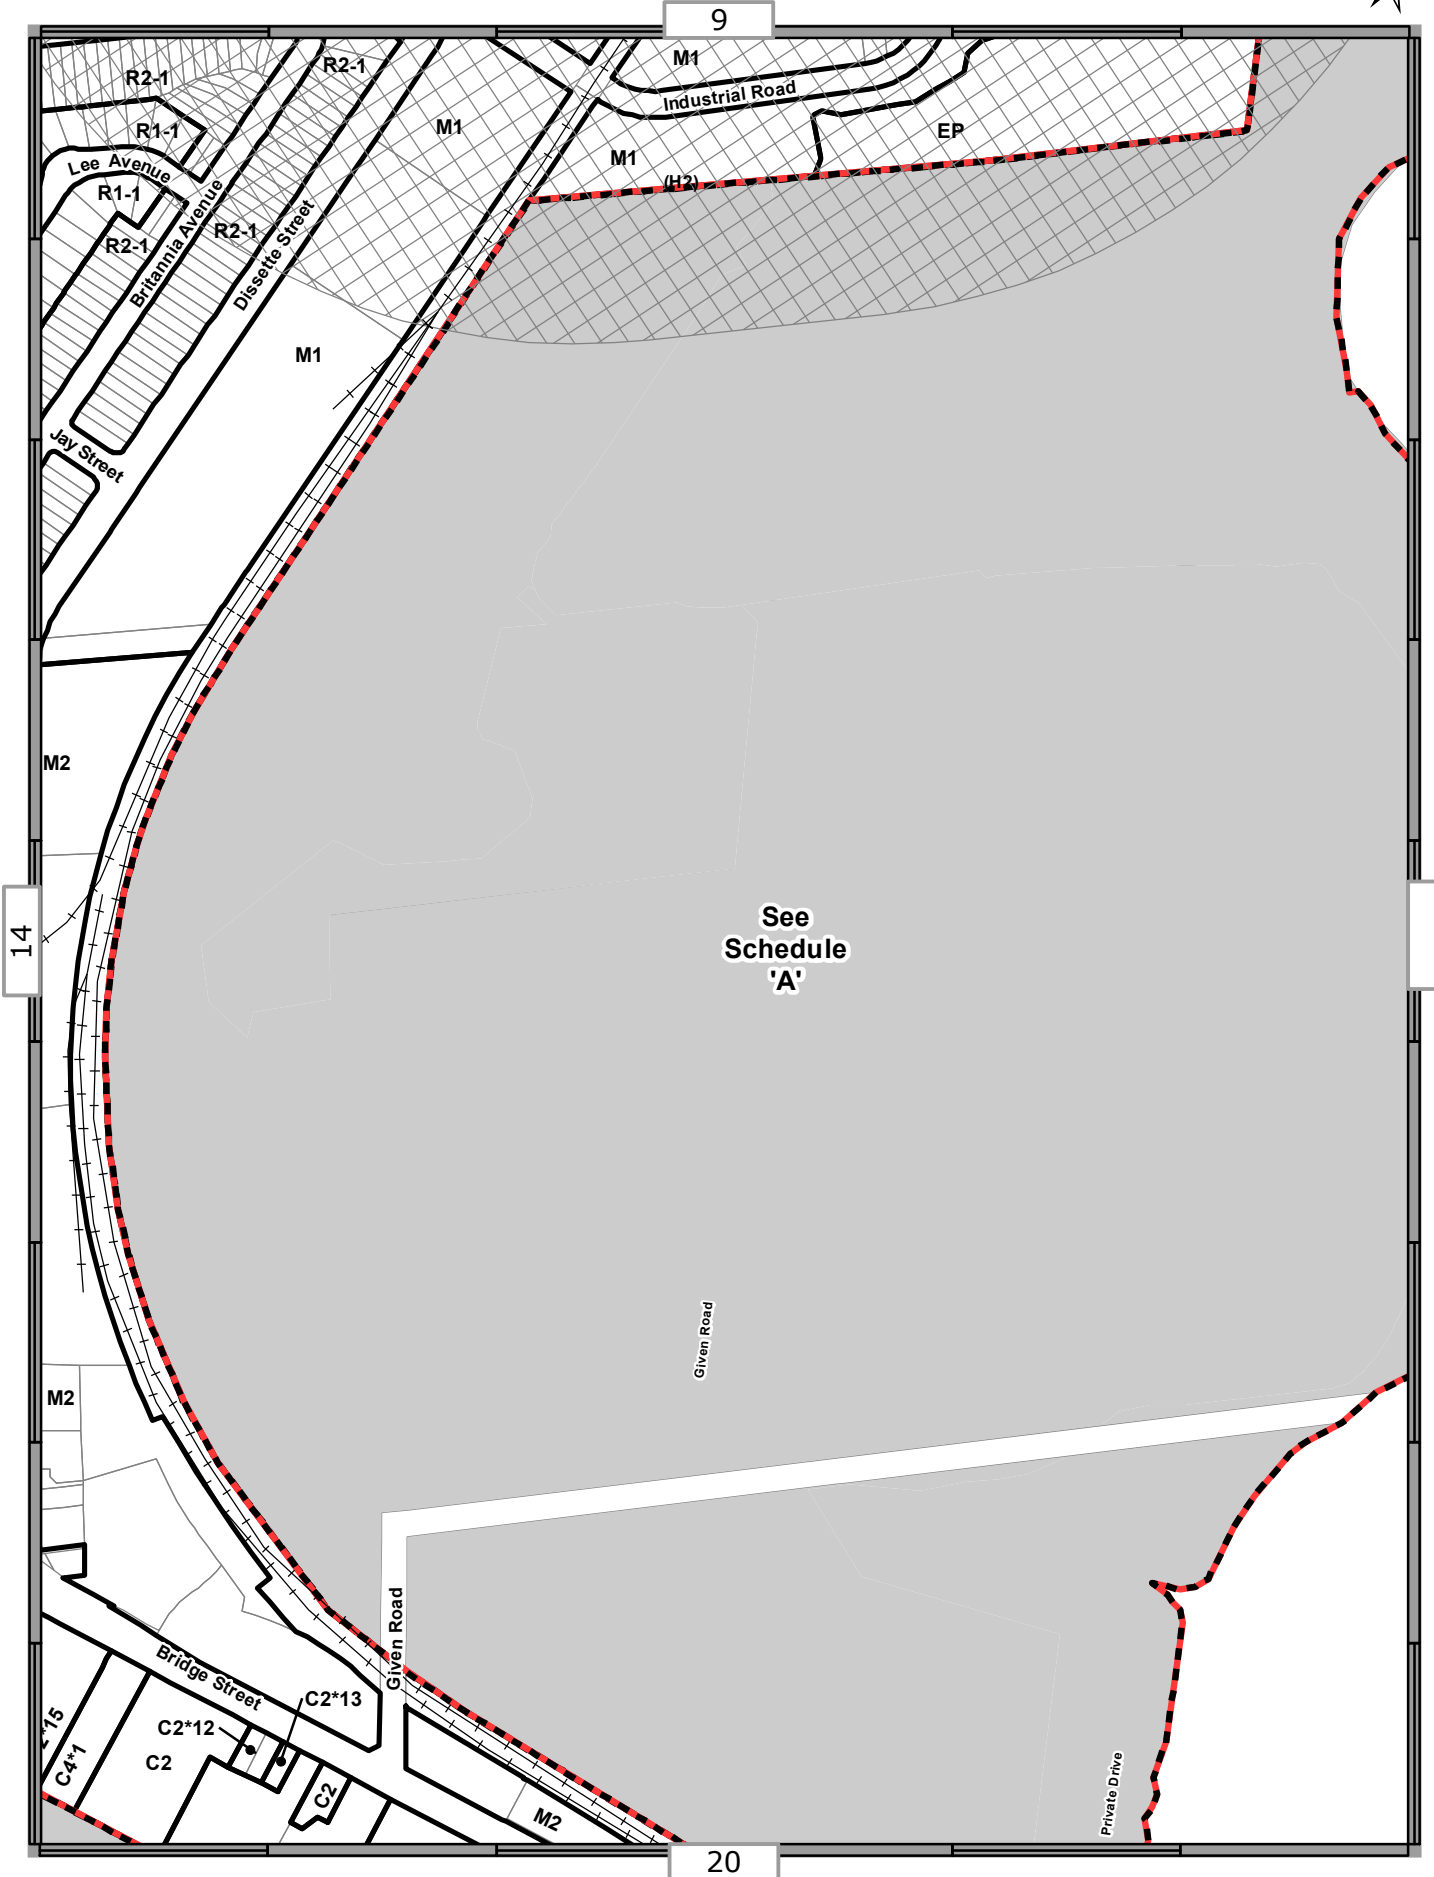 9
R2-1
R2-1
M1
Industrial Road
R1-1
M1
EP
M1
Lee Avenue
(H2)
R1-1
R2-1
R2-1
Britannia Avenue
Dissette Street
M1
Jay Street
M2
14
See
Schedule
'A'
Given Road
M2
Given Road
Bridge Street
C2*13
C2*12
C2
*15
C4*1
C2
M2
Private Drive
20